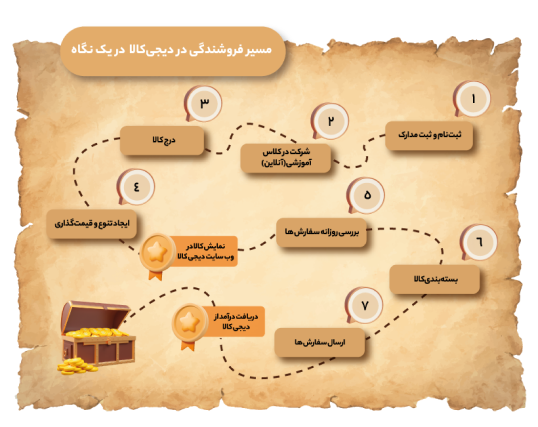 مسیر فروشندگی در دیجی‌کالا در یک نگاه
۱
ثبت‌نام و ثبت مدارک
۲
شرکت در کلاس
آموزشی(آنلاین)
۳
درج کالا
٤
ایجاد تنوع و قیمت‌گذاری
نمایش کالا در
وب سایت دیجی‌کالا
۵
بررسی روزانه سفارش ها
٦
بسته‌بندی کالا
۷
ارسال سفارش‌ها
دریافت درآمد از
دیجی‌کالا